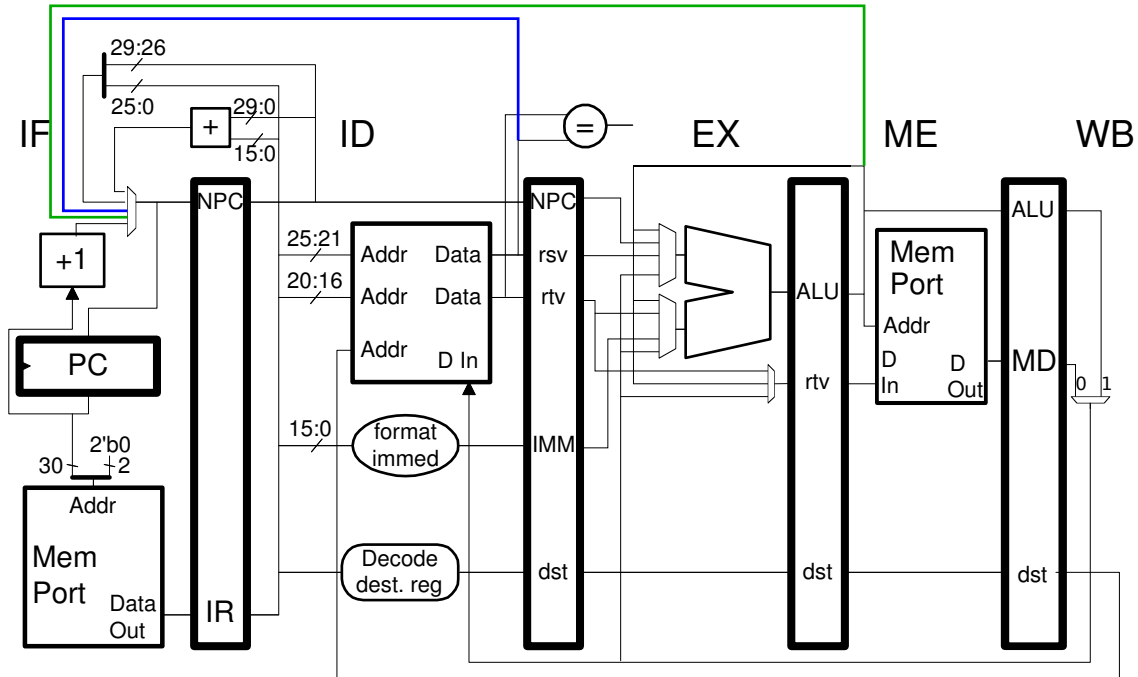 29:26
25:0
29:0
+
15:0
=
IF
ID
EX
ME
WB
NPC
NPC
ALU
+1
25:21
Addr
Data
rsv
20:16
Addr
Data
rtv
Addr
D In
ALU
Mem
Port
Addr
D
In
D
Out
MD
0
1
PC
rtv
15:0
format
immed
IMM
2'b0
30
2
Addr
Mem
Port
Data
Out
IR
Decode
dest. reg
dst
dst
dst